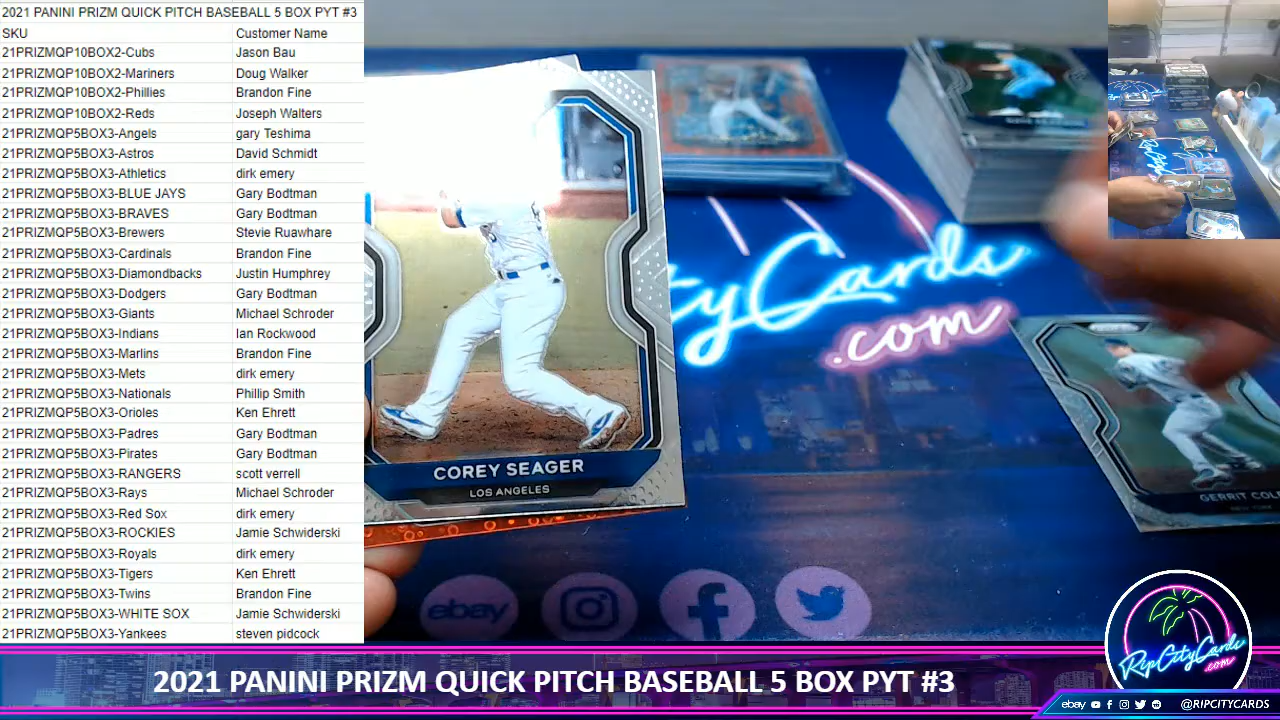 2021 PANINI PRIZM QUICK PITCH BASEBALL 5 BOX PYT #3
SKU Customer Name
21PRIZMQP10BOX2-Cubs Jason Bau
21PRIZMQP10BOX2-Mariners Doug Walker
21PRIZMQP10BOX2-Phillies Brandon Fine
21PRIZMQP10BOX2-Reds Joseph Walters
21PRIZMQP5BOX3-Angels gary Teshima
21PRIZMQP5BOX3-Astros David Schmidt
21PRIZMQP5BOX3-Athletics dirk emery
21PRIZMQP5BOX3-BLUE JAYS Gary Bodtman
21PRIZMQP5BOX3-BRAVES Gary Bodtman
21PRIZMQP5BOX3-Brewers Stevie Ruawhare
21PRIZMQP5BOX3-Cardinals Brandon Fine
21PRIZMQP5BOX3-Diamondbacks Justin Humphrey
21PRIZMQP5BOX3-Dodgers Gary Bodtman
21PRIZMQP5BOX3-Giants Michael Schroder
21PRIZMQP5BOX3-Indians Ian Rockwood
21PRIZMQP5BOX3-Marlins Brandon Fine
21PRIZMQP5BOX3-Mets dirk emery
21PRIZMQP5BOX3-Nationals Phillip Smith
21PRIZMQP5BOX3-Orioles Ken Ehrett
21PRIZMQP5BOX3-Padres Gary Bodtman
21PRIZMQP5BOX3-Pirates Gary Bodtman
21PRIZMQP5BOX3-RANGERS scott verrell
21PRIZMQP5BOX3-Rays Michael Schroder
21PRIZMQP5BOX3-Red Sox dirk emery
21PRIZMQP5BOX3-ROCKIES Jamie Schwiderski
21PRIZMQP5BOX3-Royals dirk emery
21PRIZMQP5BOX3-Tigers Ken Ehrett
21PRIZMQP5BOX3-Twins Brandon Fine
21PRIZMQP5BOX3-WHITE SOX Jamie Schwiderski
21PRIZMQP5BOX3-Yankees steven pidcock
tyCards
.com
COREY SEAGER
LOS ANGELES
GERRIT COL
NEW YORK
ebay
RipCityCards
.com
2021 PANINI PRIZM QUICK PITCH BASEBALL 5 BOX PYT #3
ebay @RIPCITYCARDS